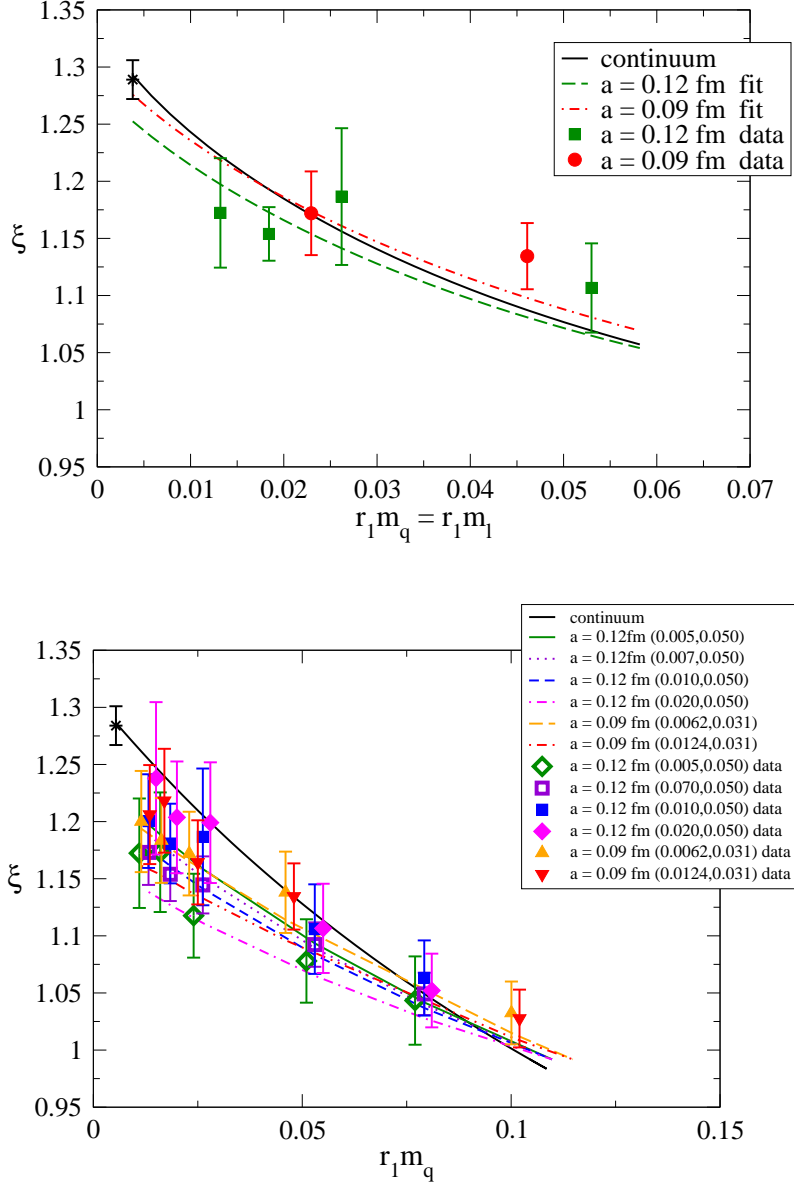 1.35
1.3
1.25
1.2
1.15
1.1
1.05
1
0.95
ξ
continuum
a = 0.12 fm fit
a = 0.09 fm fit
a = 0.12 fm data
a = 0.09 fm data
0 0.01 0.02 0.03 0.04 0.05 0.06 0.07
r₁m_q = r₁m_l
continuum
a = 0.12fm (0.005,0.050)
a = 0.12fm (0.007,0.050)
a = 0.12 fm (0.010,0.050)
a = 0.12 fm (0.020,0.050)
a = 0.09 fm (0.0062,0.031)
a = 0.09 fm (0.0124,0.031)
a = 0.12 fm (0.005,0.050) data
a = 0.12 fm (0.070,0.050) data
a = 0.12 fm (0.010,0.050) data
a = 0.12 fm (0.020,0.050) data
a = 0.09 fm (0.0062,0.031) data
a = 0.09 fm (0.0124,0.031) data
1.35
1.3
1.25
1.2
1.15
1.1
1.05
1
0.95
ξ
0 0.05 0.1 0.15
r₁m_q